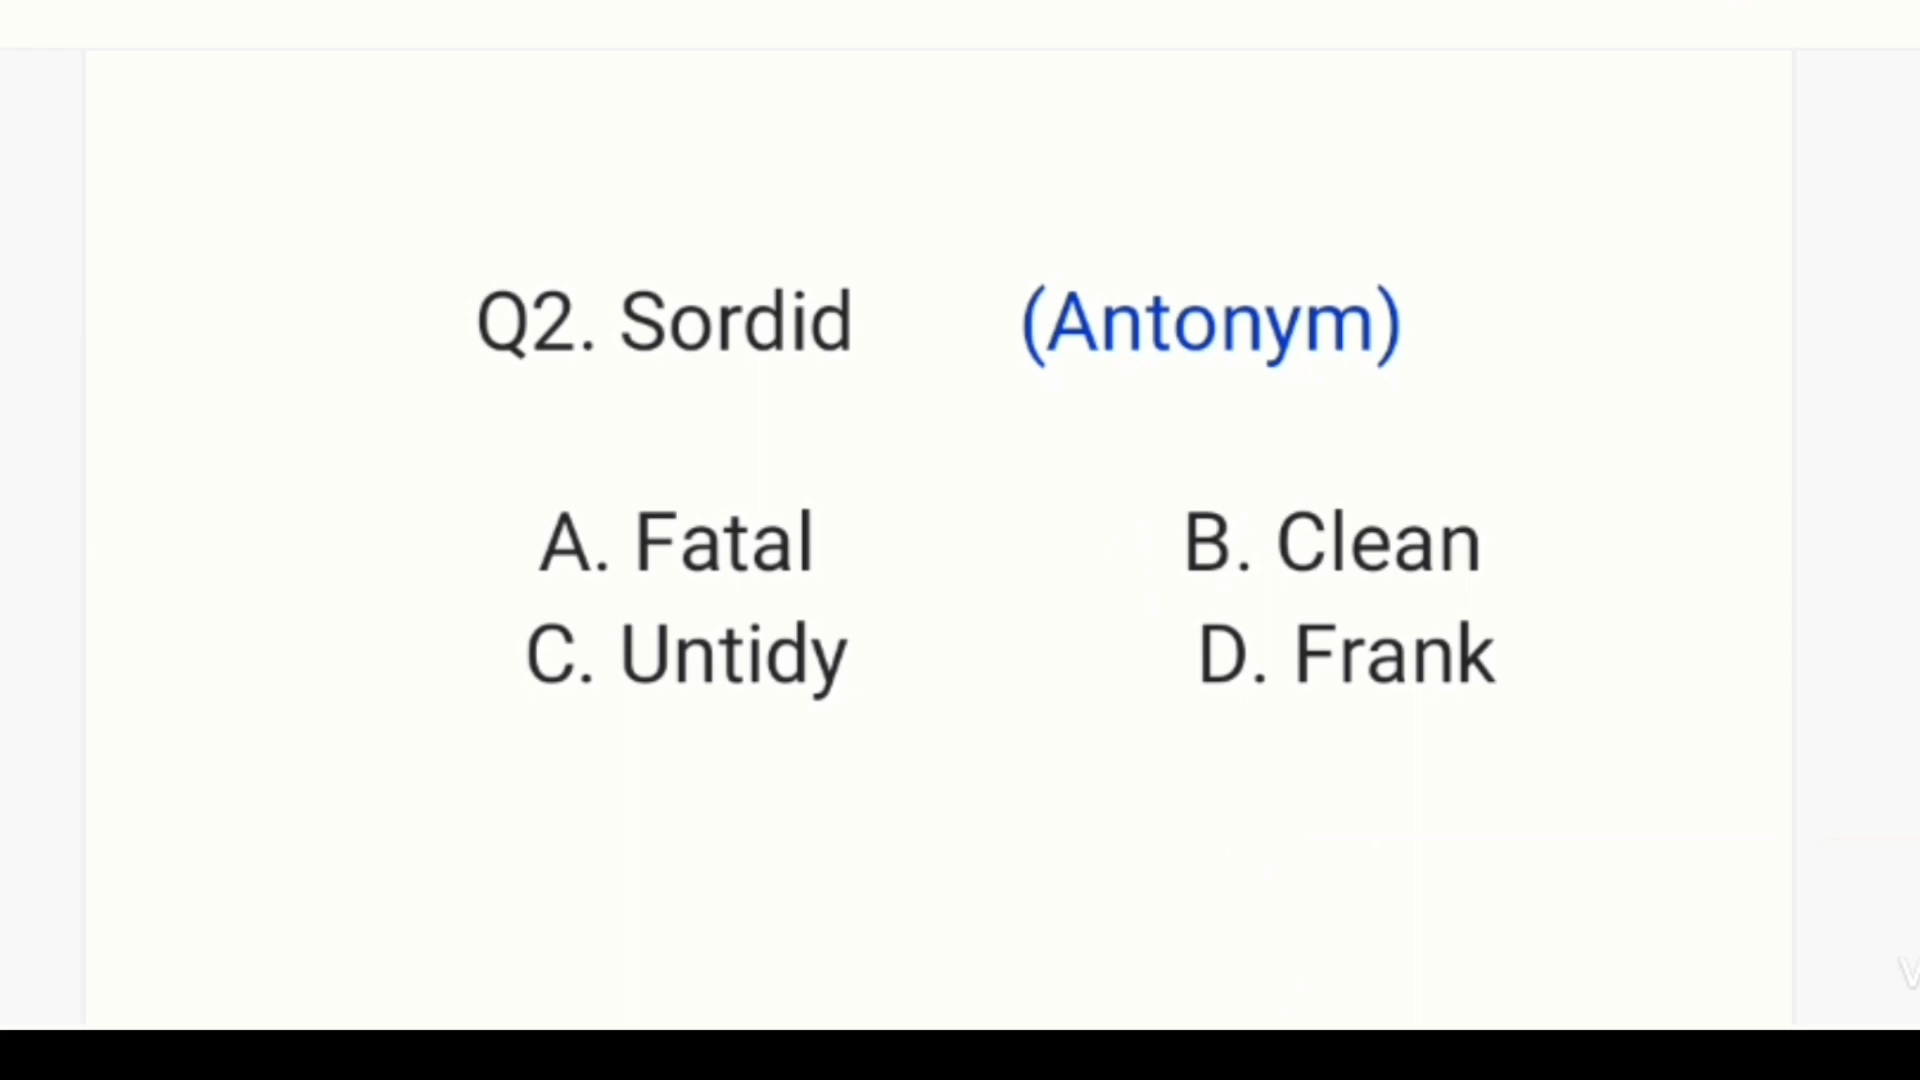 Q2. Sordid (Antonym)
A. Fatal B. Clean
C. Untidy D. Frank